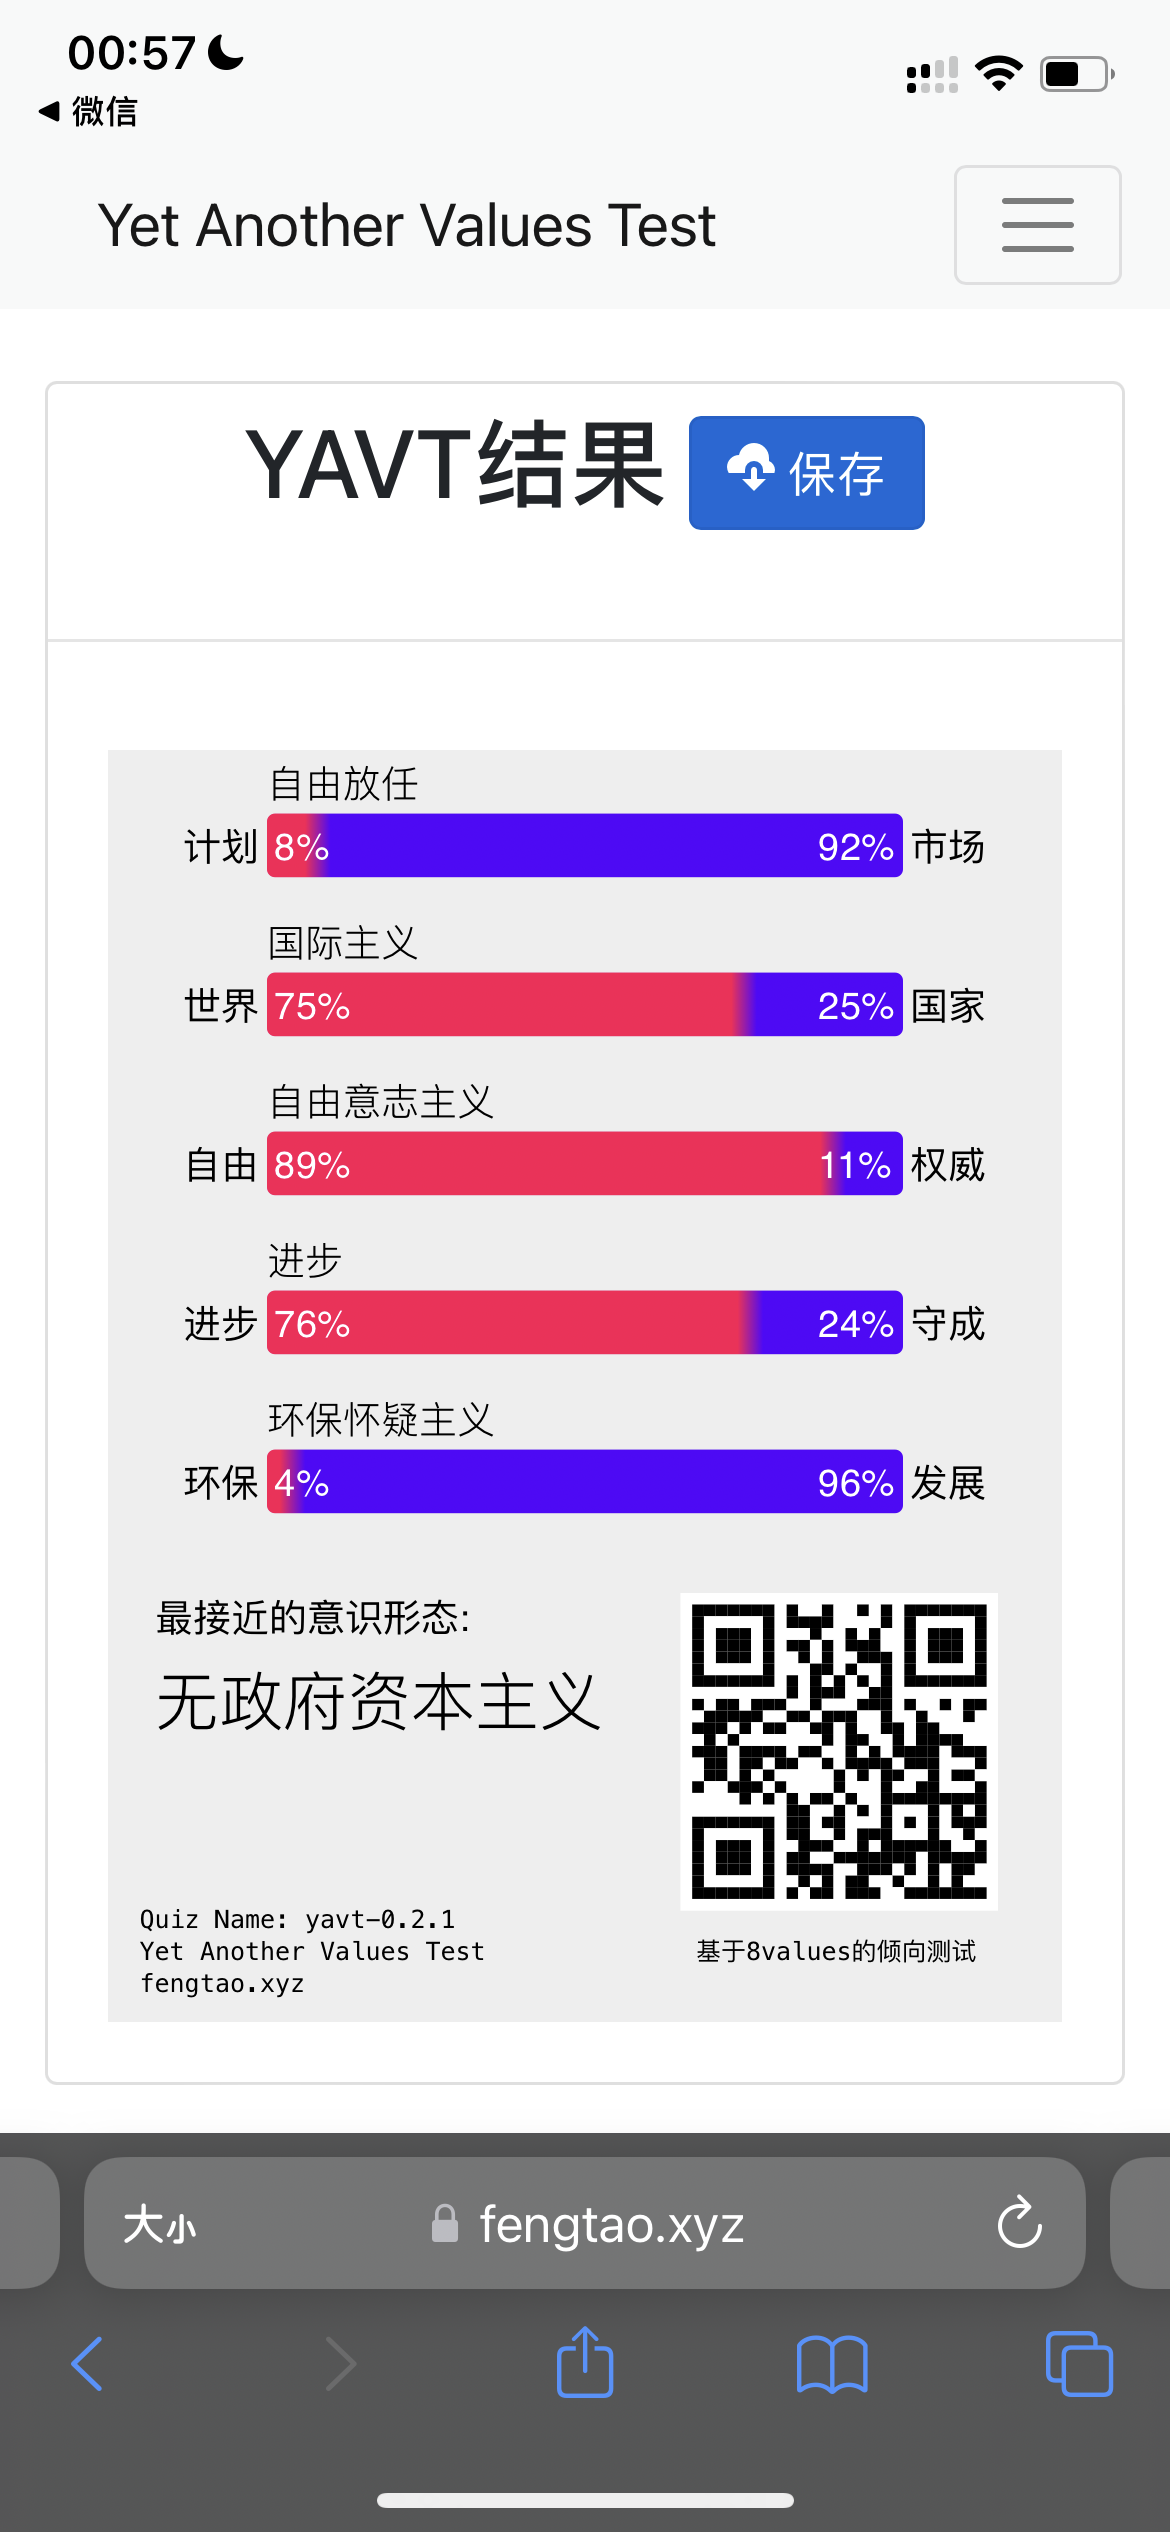 00:57
微信
Yet Another Values Test
YAVT结果
保存
自由放任
计划 8% 92% 市场
国际主义
世界 75% 25% 国家
自由意志主义
自由 89% 11% 权威
进步
进步 76% 24% 守成
环保怀疑主义
环保 4% 96% 发展
最接近的意识形态:
无政府资本主义
Quiz Name: yavt-0.2.1
Yet Another Values Test
fengtao.xyz
基于8values的倾向测试
大小 fengtao.xyz